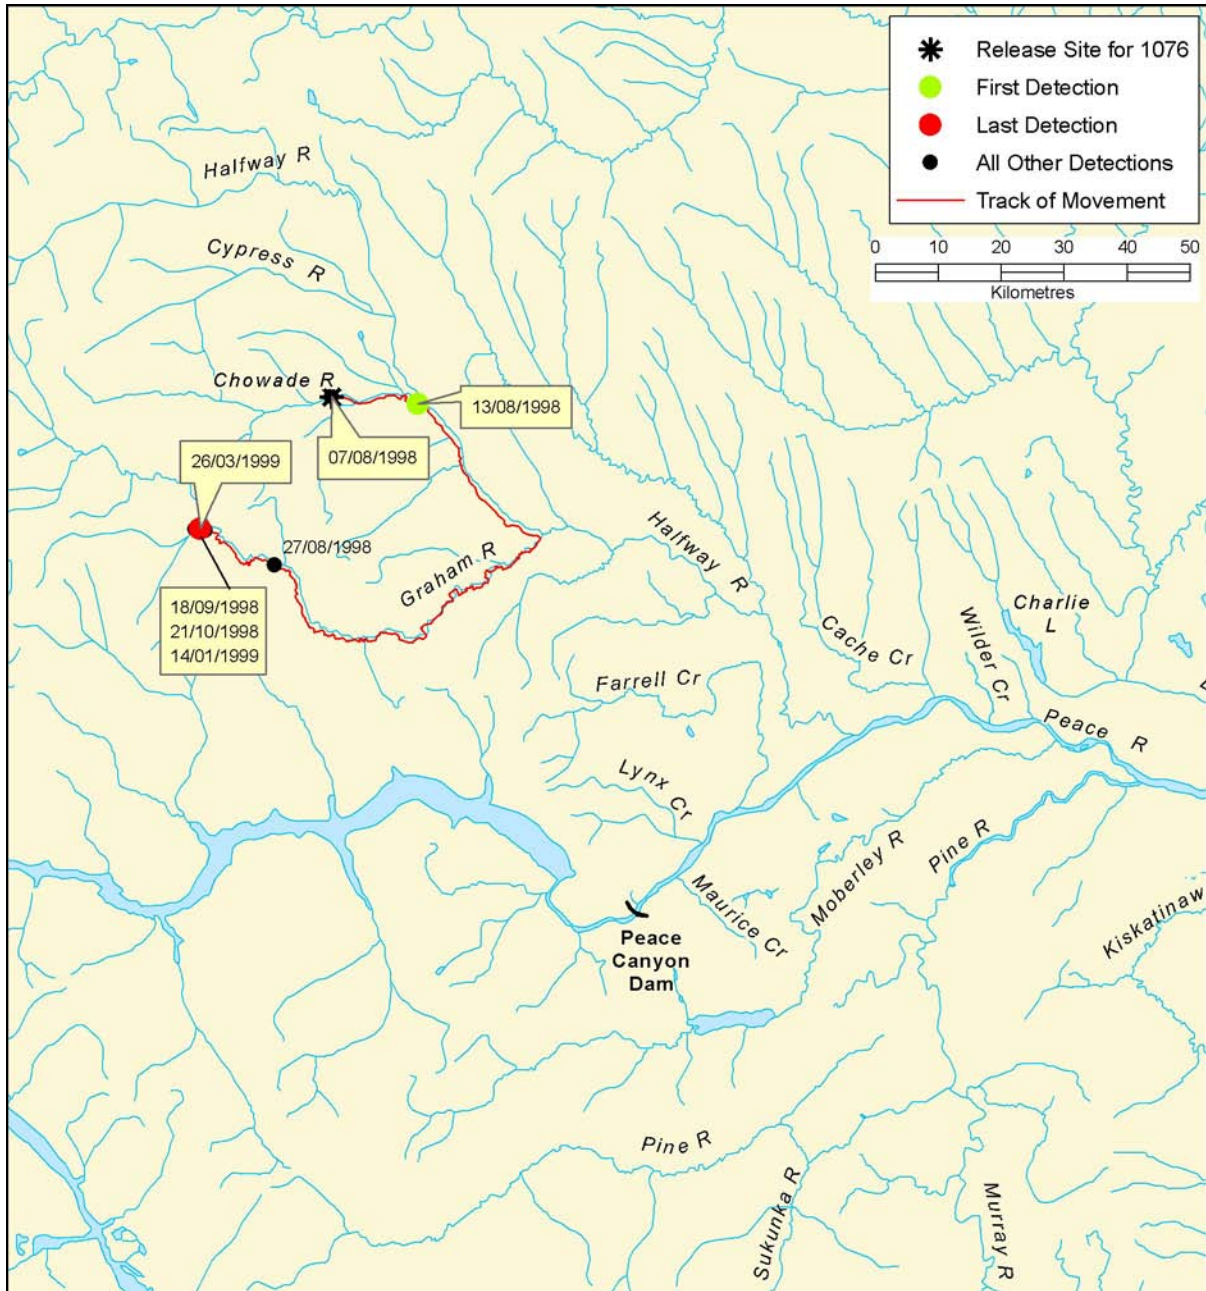 Release Site for 1076
First Detection
Last Detection
All Other Detections
Track of Movement
0 10 20 30 40 50
Kilometres
Halfway R
Cypress R
Chowade R
13/08/1998
07/08/1998
26/03/1999
27/08/1998
18/09/1998
21/10/1998
14/01/1999
Graham R
Halfway R
Cache Cr
Wilder Cr
Charlie
L
Farrell Cr
Peace R
Lynx Cr
Pine R
Moberley R
Maurice Cr
Kiskatinaw
Peace
Canyon
Dam
Pine R
Sukunka R
Murray R